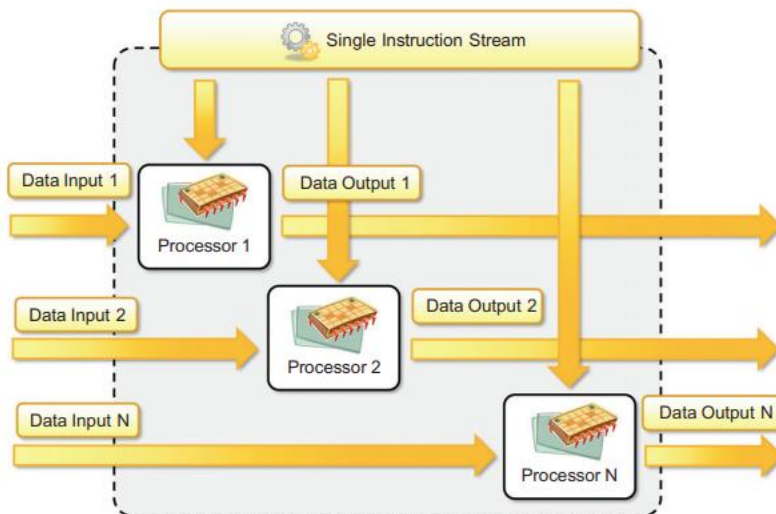 Single Instruction Stream
Data Input 1
Data Output 1
Processor 1
Data Input 2
Data Output 2
Processor 2
Data Input N
Data Output N
Processor N